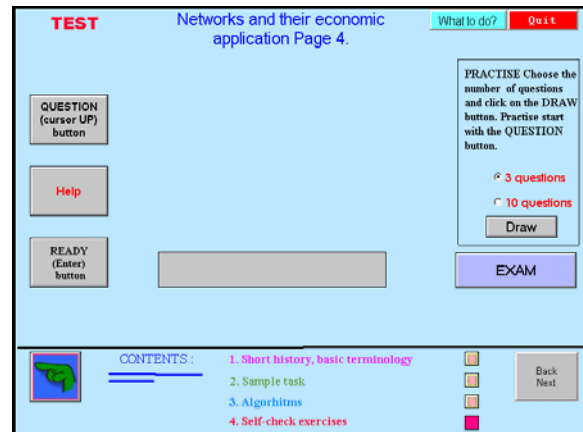 TEST
Networks and their economic
application Page 4.
What to do?
Quit
QUESTION
(cursor UP)
button
Help
READY
(Enter)
button
PRACTISE Choose the
number of questions
and click on the DRAW
button. Practise start
with the QUESTION
button.
3 questions
10 questions
Draw
EXAM
CONTENTS :
1. Short history, basic terminology
2. Sample task
3. Algorhitms
4. Self-check exercises
Back
Next